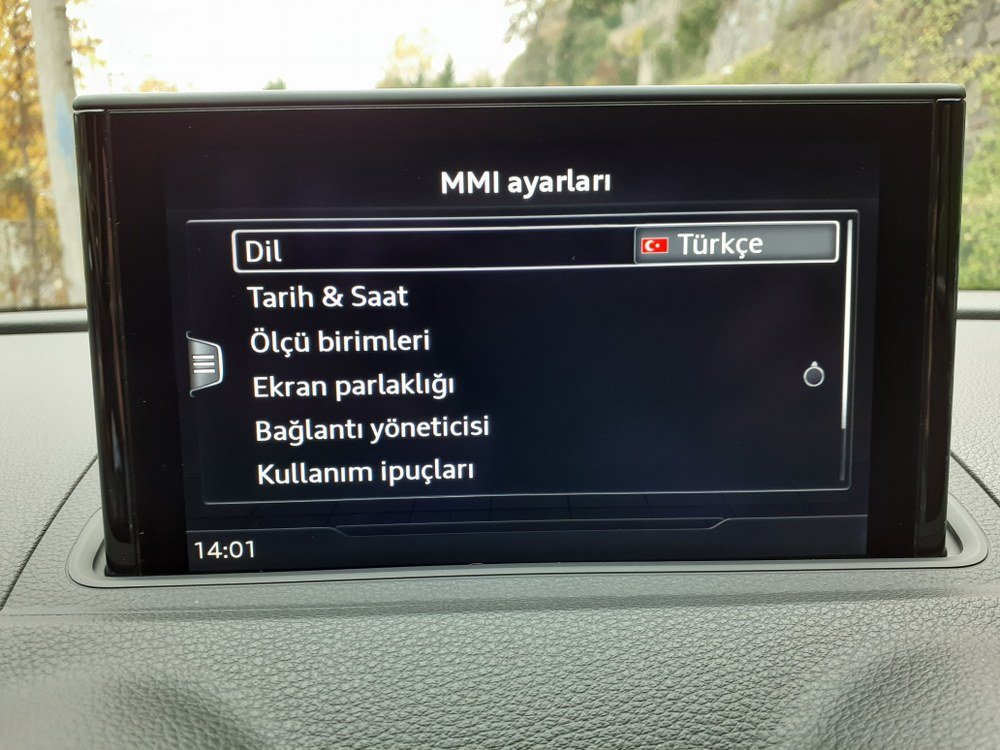 MMI ayarları
Dil Türkçe
Tarih & Saat
Ölçü birimleri
Ekran parlaklığı
Bağlantı yöneticisi
Kullanım ipuçları
14:01